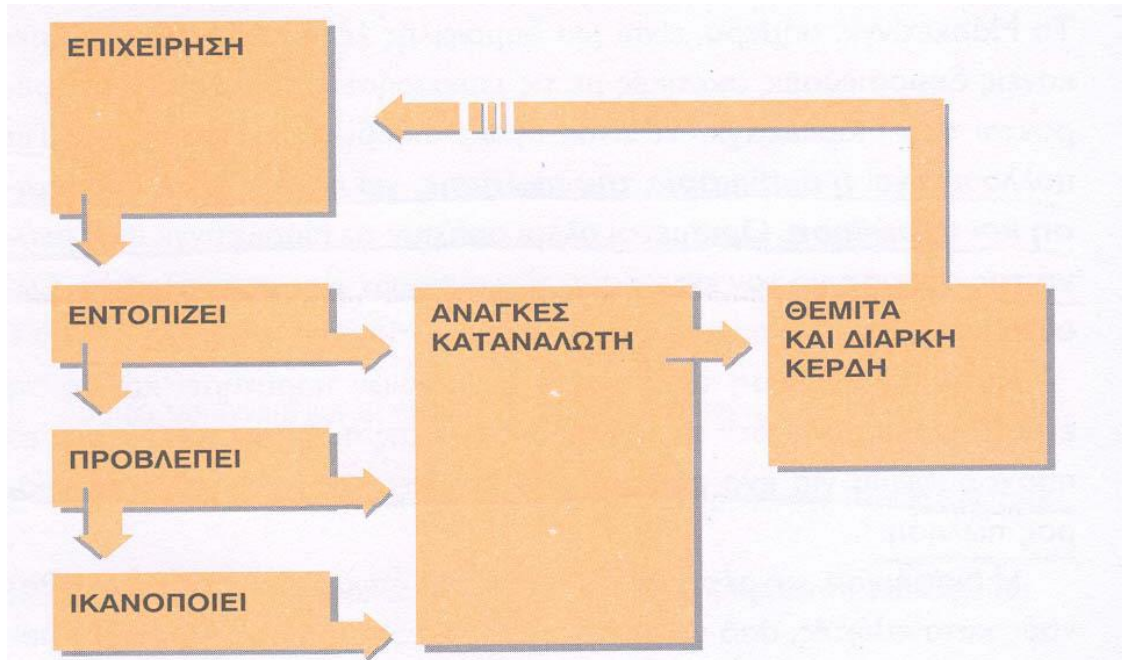 ΕΠΙΧΕΙΡΗΣΗ
ΕΝΤΟΠΙΖΕΙ
ΑΝΑΓΚΕΣ
ΚΑΤΑΝΑΛΩΤΗ
ΘΕΜΙΤΑ
ΚΑΙ ΔΙΑΡΚΗ
ΚΕΡΔΗ
ΠΡΟΒΛΕΠΕΙ
ΙΚΑΝΟΠΟΙΕΙ